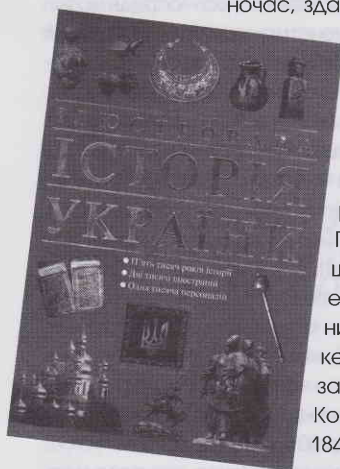 ночас, зда
ІЛЮСТРОВАНА
ІСТОРІЯ
УКРАЇНИ
• П'ять тисяч років історії
• Дві тисячі ілюстрацій
• Одна тисяча персоналій
П
ш
е
ни
ке
за
Ко
184